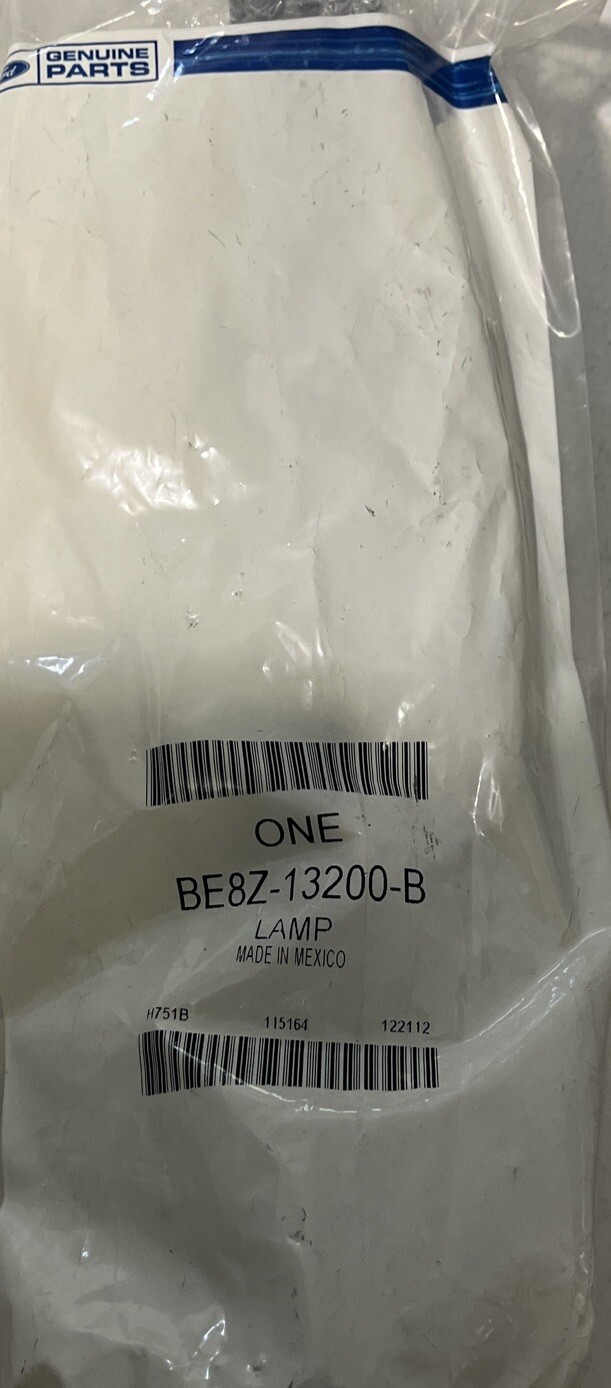 GENUINE
PARTS
ONE
BE8Z-13200-B
LAMP
MADE IN MEXICO
H751B 115164 122112